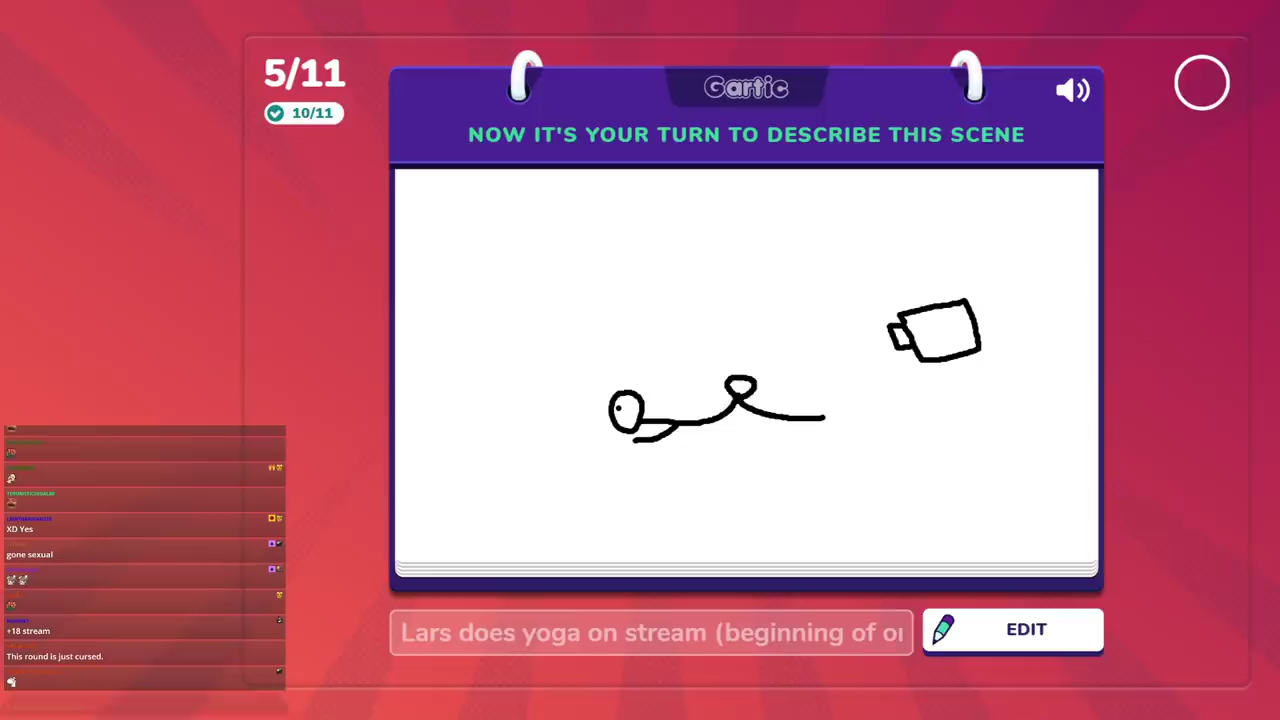 5/11
10/11
Gartic
NOW IT'S YOUR TURN TO DESCRIBE THIS SCENE
Lars does yoga on stream (beginning of
EDIT
XD Yes
gone sexual
+18 stream
This round is just cursed.